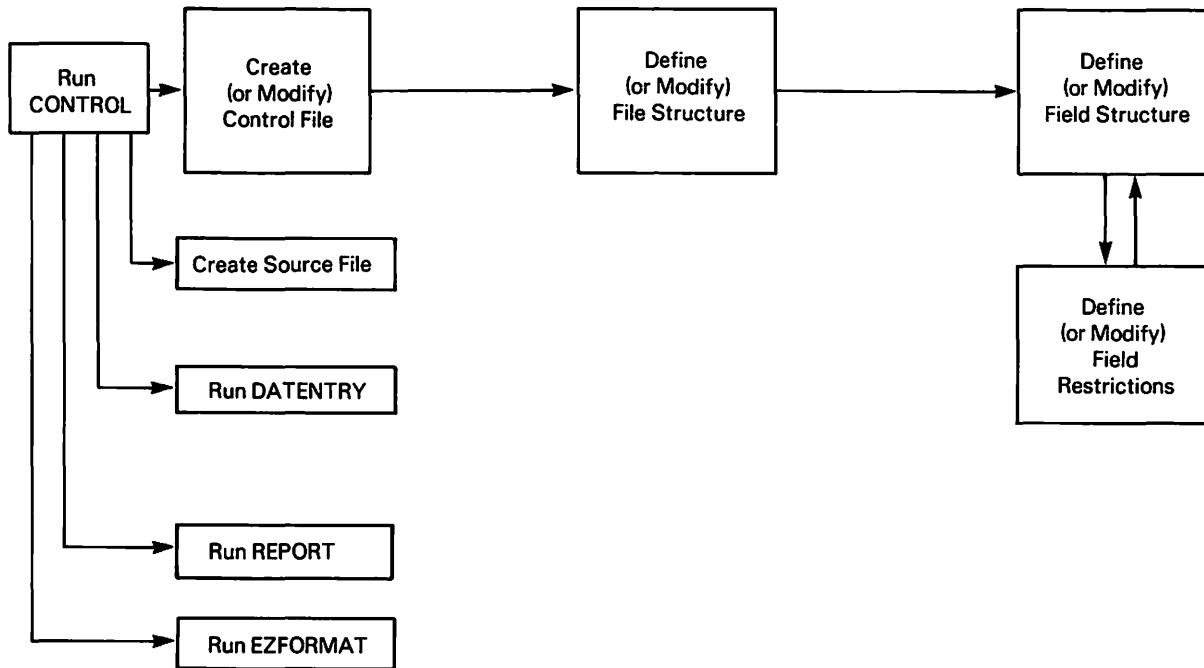 Run
CONTROL
Create
(or Modify)
Control File
Define
(or Modify)
File Structure
Define
(or Modify)
Field Structure
Create Source File
Define
(or Modify)
Field
Restrictions
Run DATENTRY
Run REPORT
Run EZFORMAT